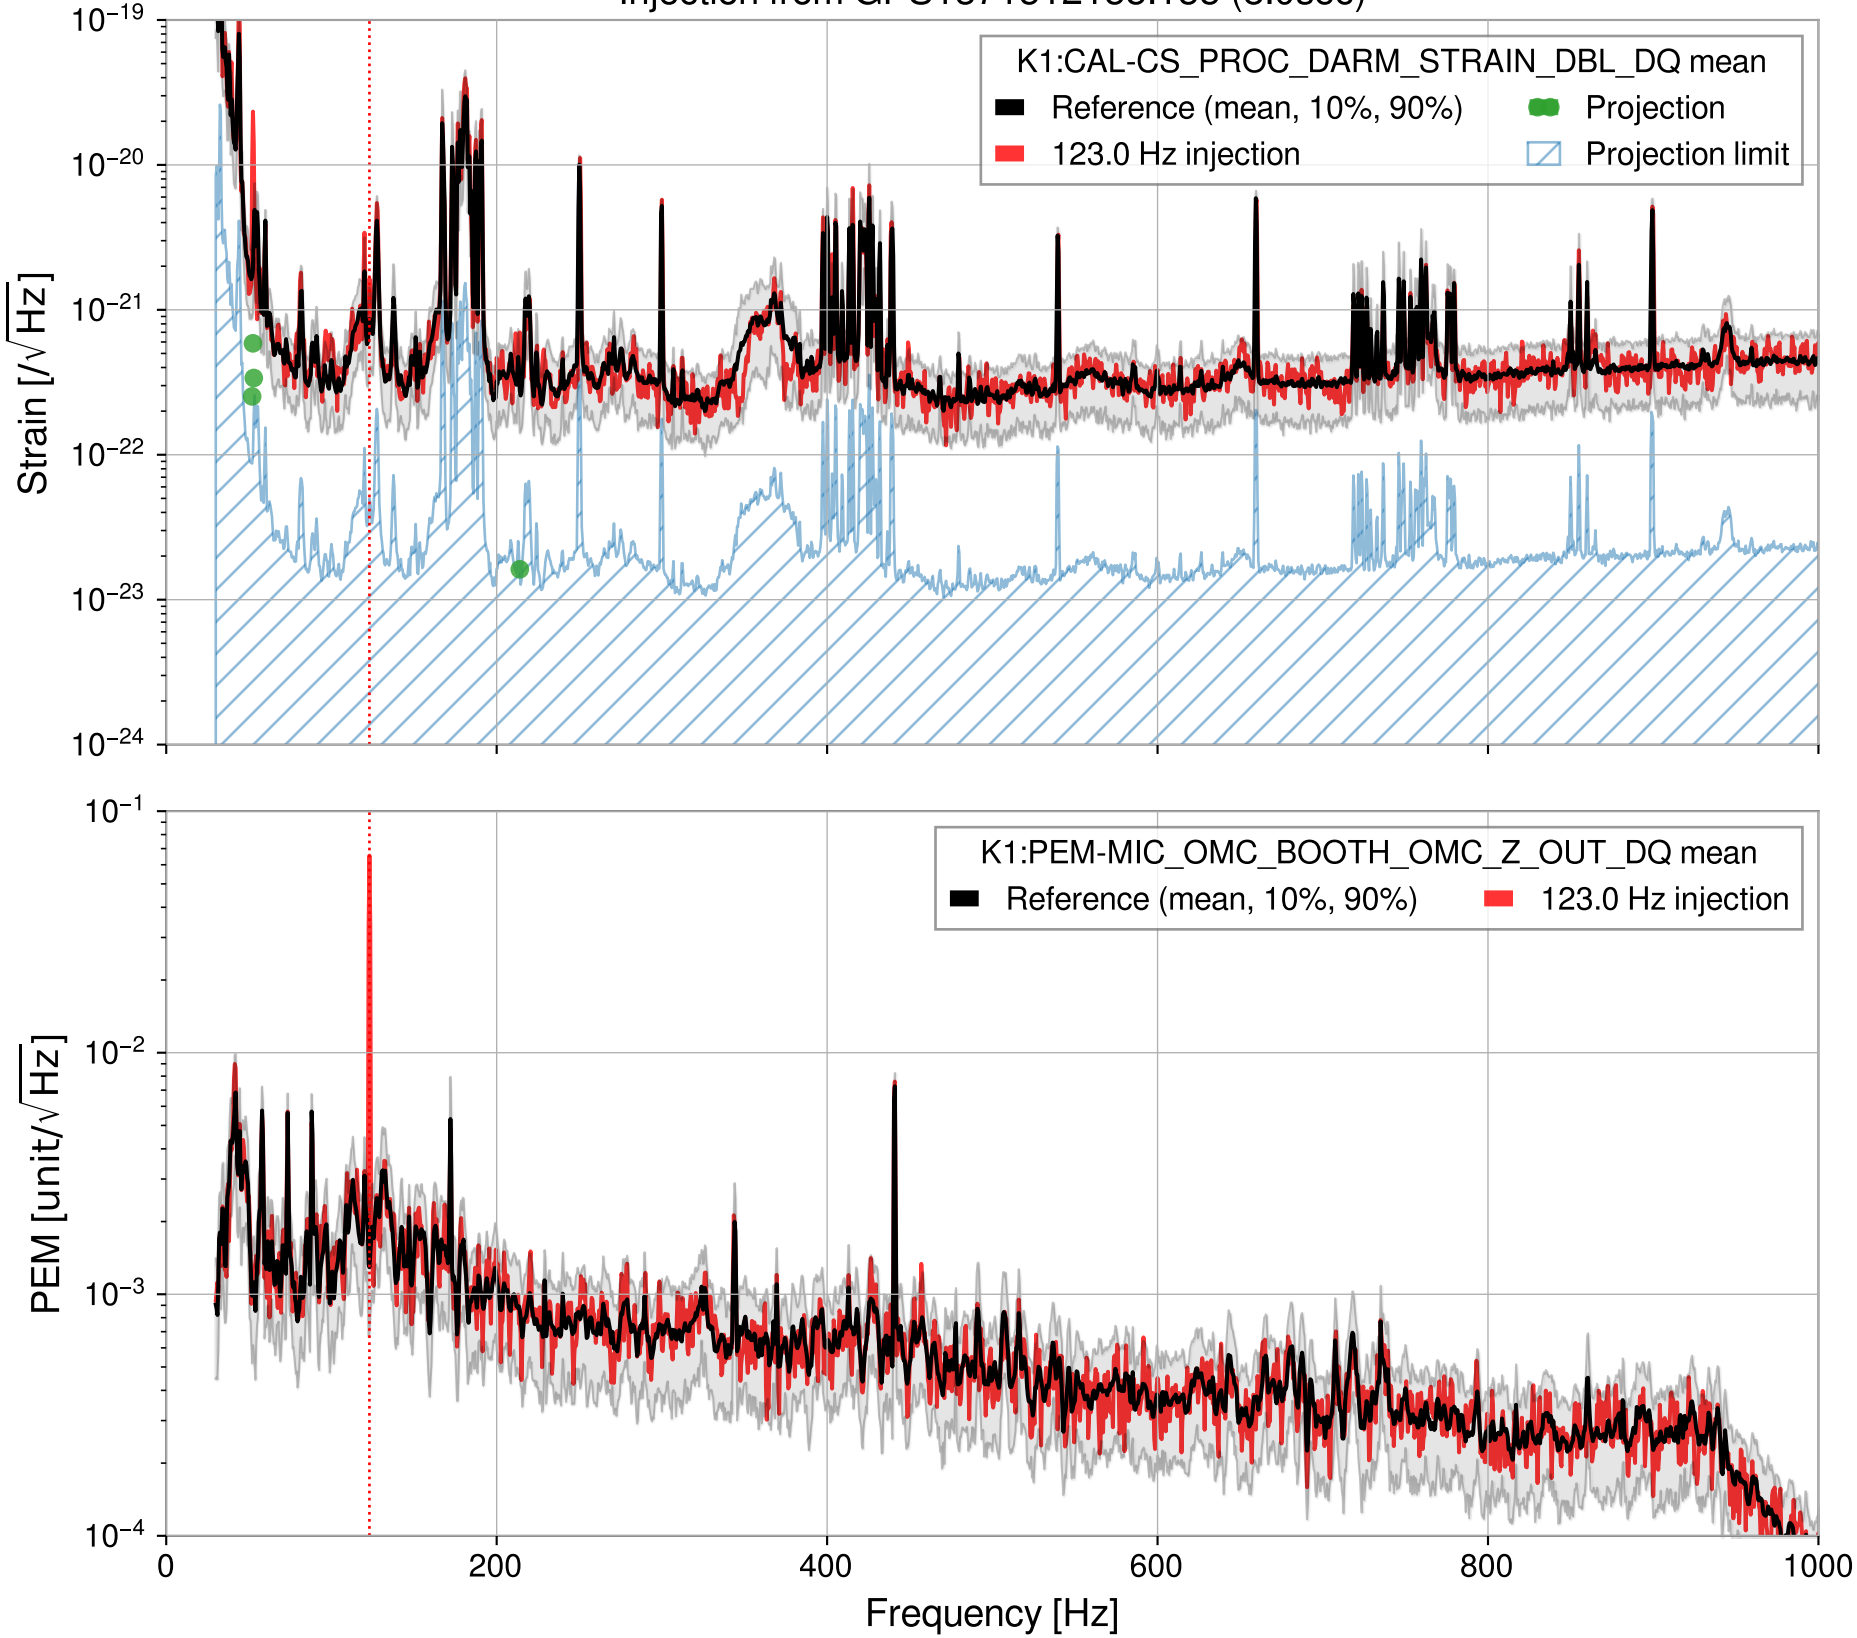 K1:CAL-CS_PROC_DARM_STRAIN_DBL_DQ mean
Reference (mean, 10%, 90%) Projection
123.0 Hz injection Projection limit
Strain [/√Hz]
10⁻¹⁹
10⁻²⁰
10⁻²¹
10⁻²²
10⁻²³
10⁻²⁴
K1:PEM-MIC_OMC_BOOTH_OMC_Z_OUT_DQ mean
Reference (mean, 10%, 90%) 123.0 Hz injection
PEM [unit/√Hz]
10⁻¹
10⁻²
10⁻³
10⁻⁴
0 200 400 600 800 1000
Frequency [Hz]